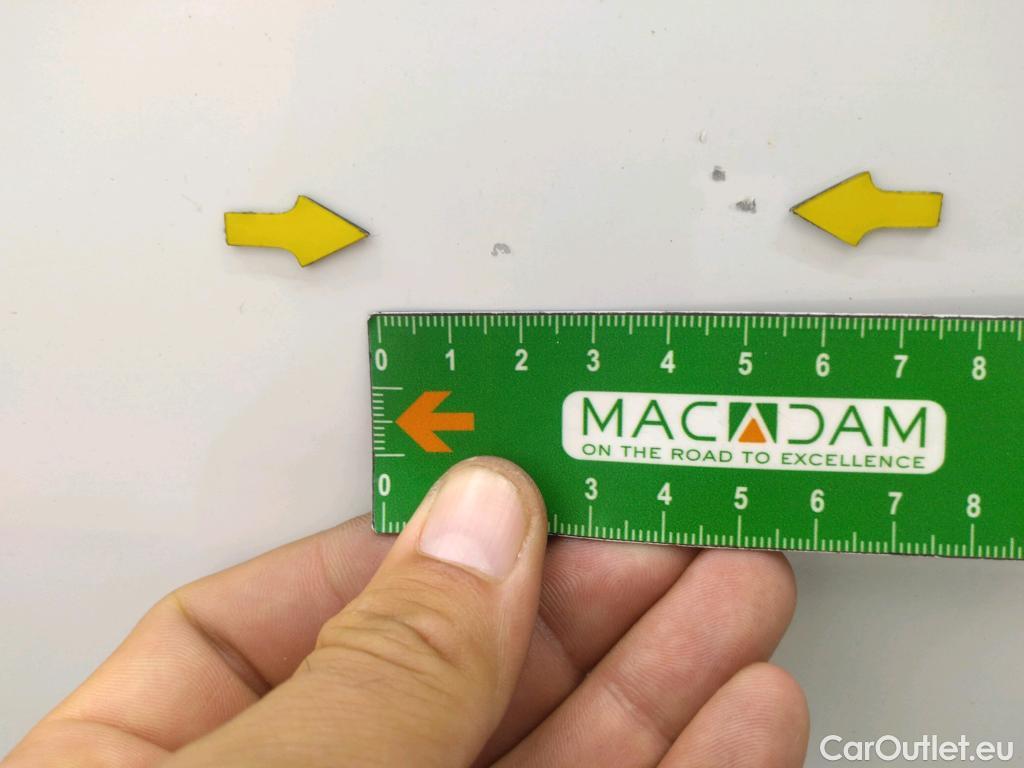 0 1 2 3 4 5 6 7 8
MACADAM
ON THE ROAD TO EXCELLENCE
0 3 4 5 6 7 8
CarOutlet.eu